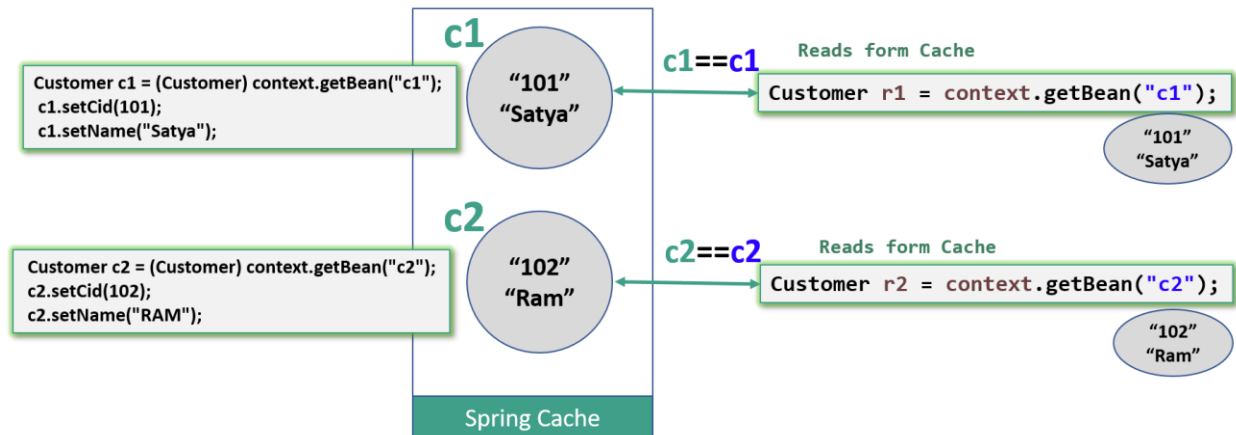 c1
Customer c1 = (Customer) context.getBean("c1");
c1.setCid(101);
c1.setName("Satya");
“101”
“Satya”
c1==c1
Reads form Cache
Customer r1 = context.getBean("c1");
“101”
“Satya”
c2
Customer c2 = (Customer) context.getBean("c2");
c2.setCid(102);
c2.setName("RAM");
“102”
“Ram”
c2==c2
Reads form Cache
Customer r2 = context.getBean("c2");
“102”
“Ram”
Spring Cache